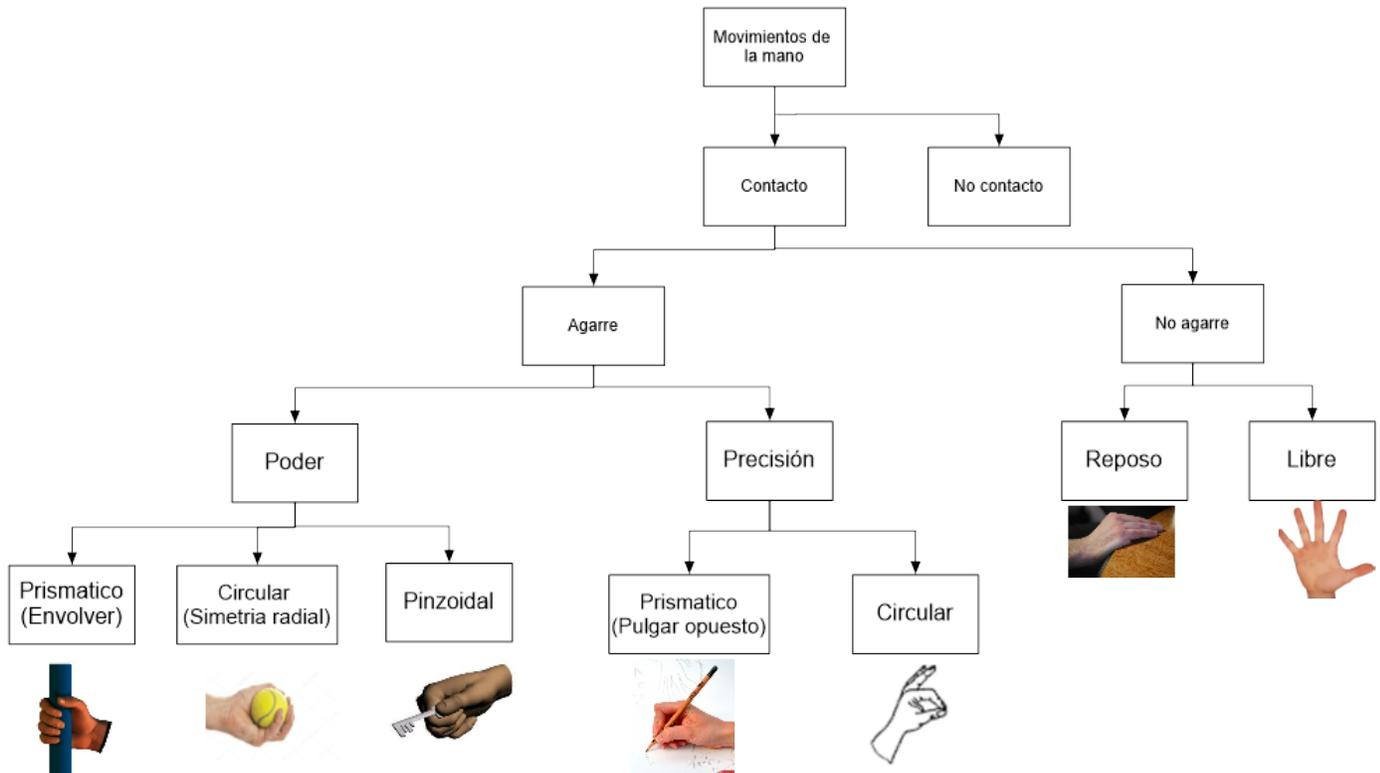 Movimientos de
la mano
Contacto
No contacto
Agarre
No agarre
Poder
Precisión
Reposo
Libre
Prismatico
(Envolver)
Circular
(Simetria radial)
Pinzoidal
Prismatico
(Pulgar opuesto)
Circular